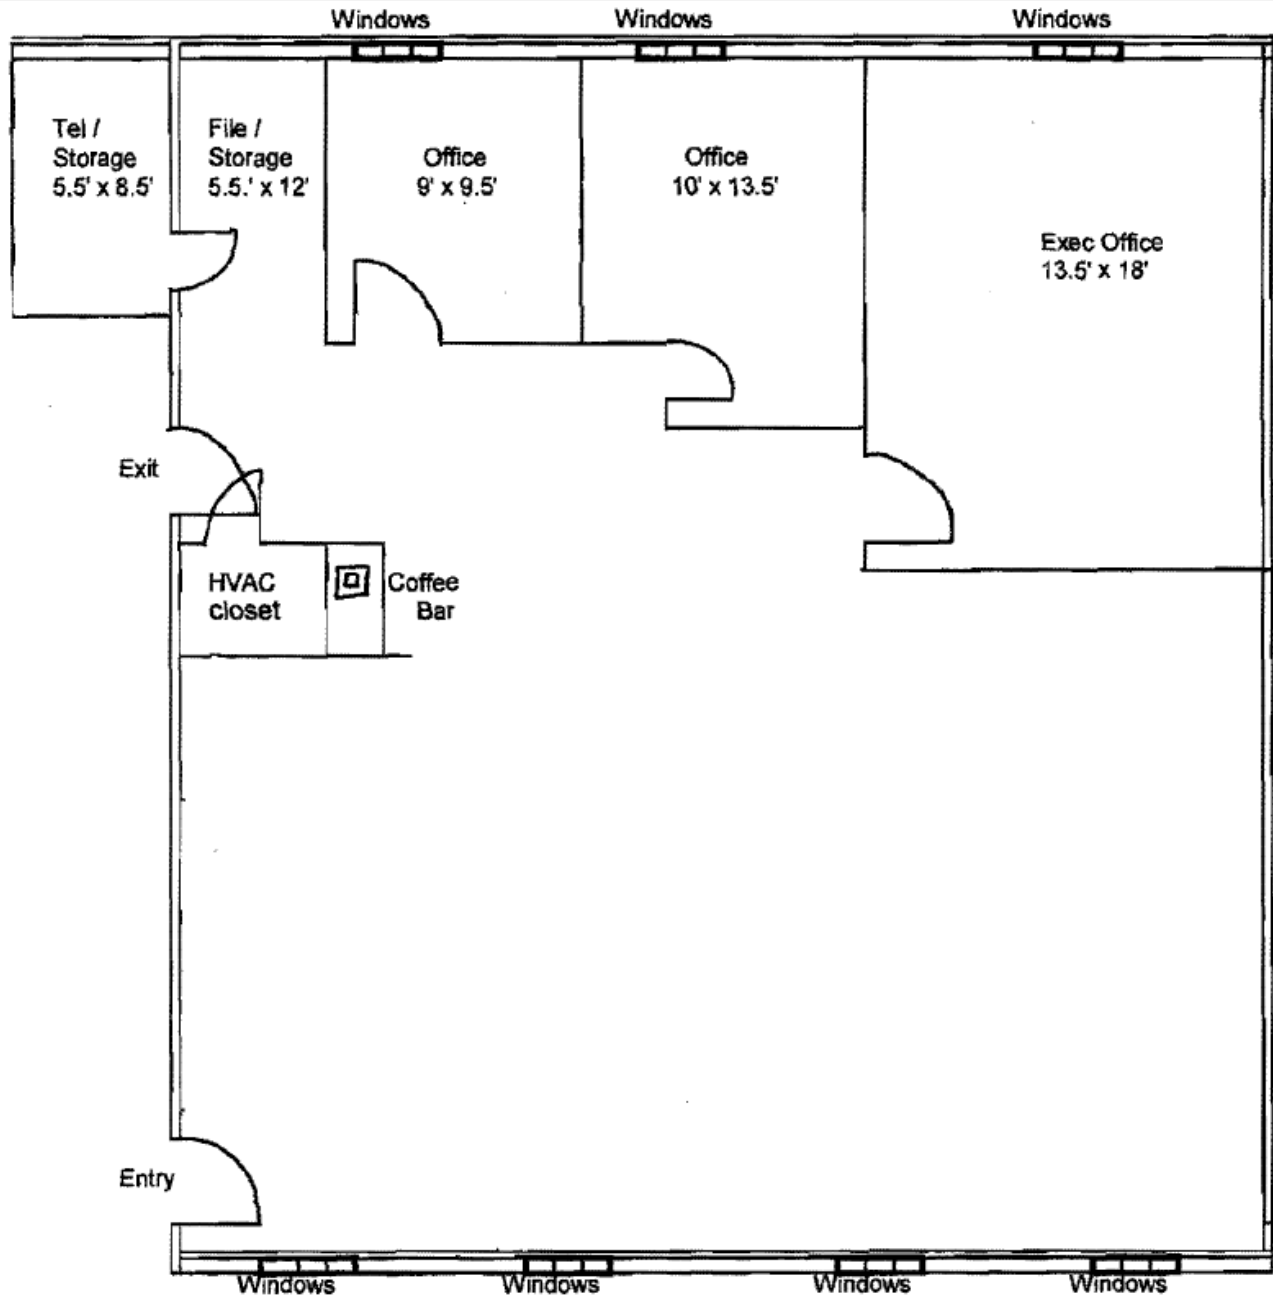 Windows
Windows
Windows
Tel /
Storage
5.5' x 8.5'
File /
Storage
5.5.' x 12'
Office
9' x 9.5'
Office
10' x 13.5'
Exec Office
13.5' x 18'
Exit
HVAC
closet
Coffee
Bar
Entry
Windows
Windows
Windows
Windows